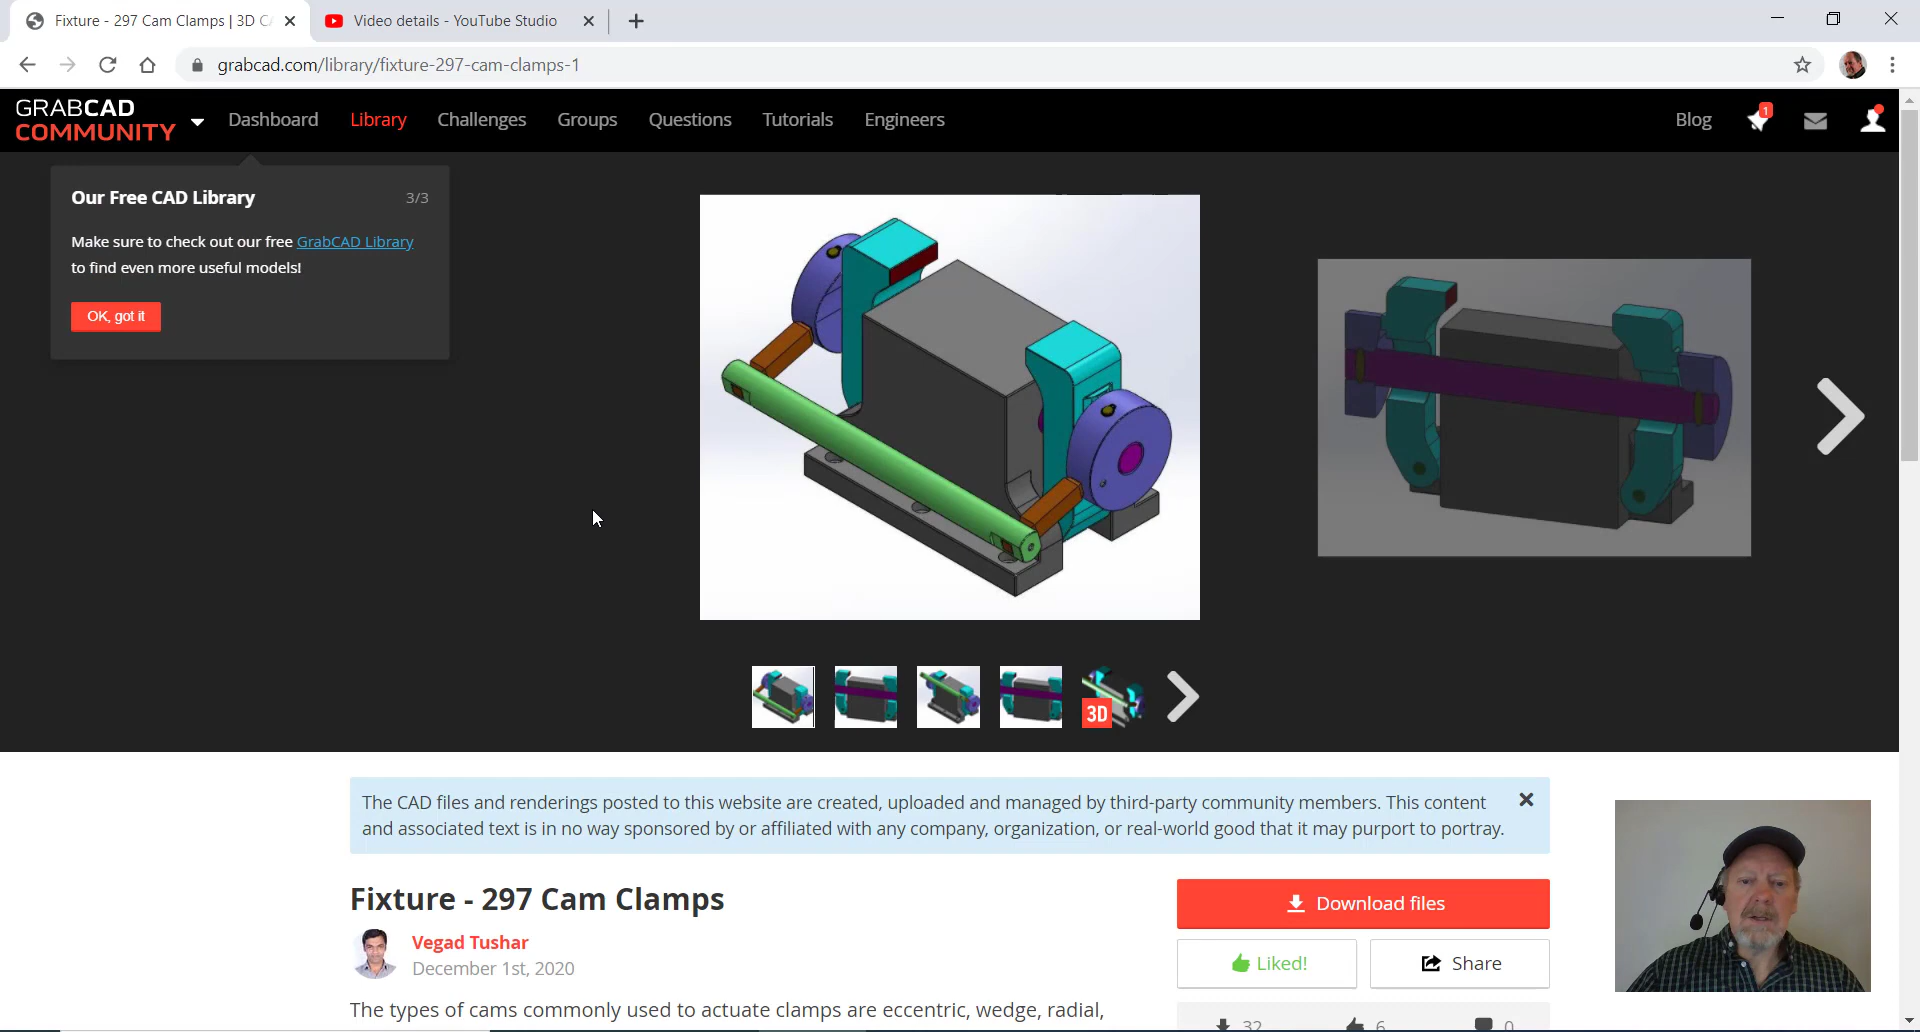 Fixture - 297 Cam Clamps | 3D CA
Video details - YouTube Studio
grabcad.com/library/fixture-297-cam-clamps-1
GRABCAD
COMMUNITY
Dashboard
Library
Challenges
Groups
Questions
Tutorials
Engineers
Blog
1
Our Free CAD Library
3/3
Make sure to check out our free GrabCAD Library
to find even more useful models!
OK, got it
3D
The CAD files and renderings posted to this website are created, uploaded and managed by third-party community members. This content
and associated text is in no way sponsored by or affiliated with any company, organization, or real-world good that it may purport to portray.
Fixture - 297 Cam Clamps
Download files
Vegad Tushar
December 1st, 2020
Liked!
Share
The types of cams commonly used to actuate clamps are eccentric, wedge, radial,
32
6
0